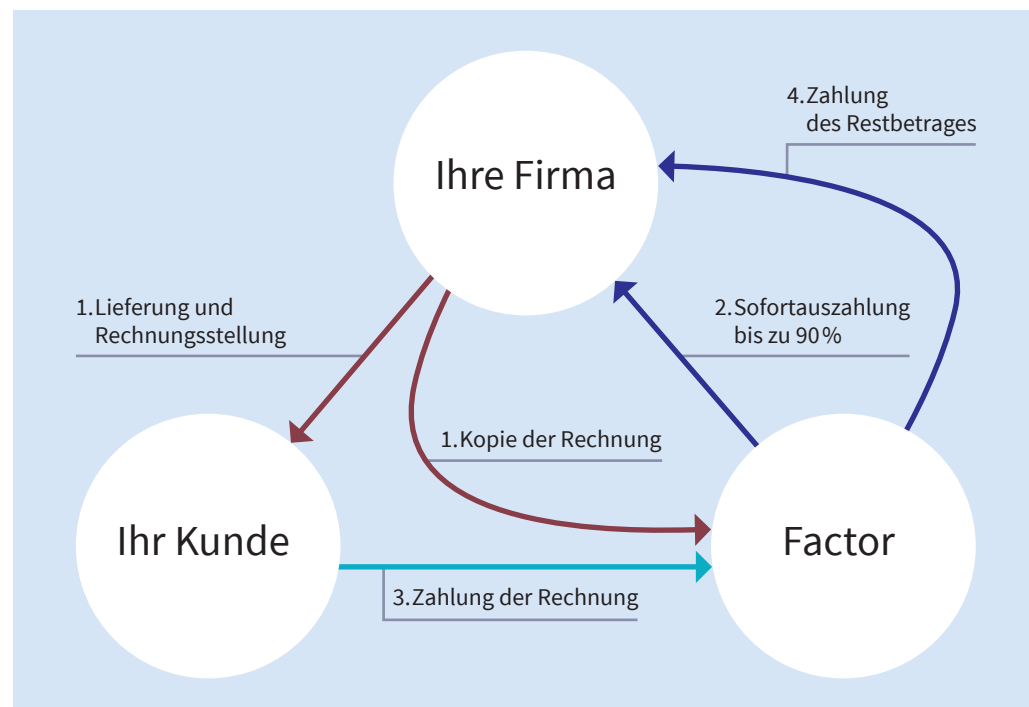 4. Zahlung
des Restbetrages
Ihre Firma
1. Lieferung und
Rechnungsstellung
2. Sofortauszahlung
bis zu 90 %
1. Kopie der Rechnung
Ihr Kunde
Factor
3. Zahlung der Rechnung